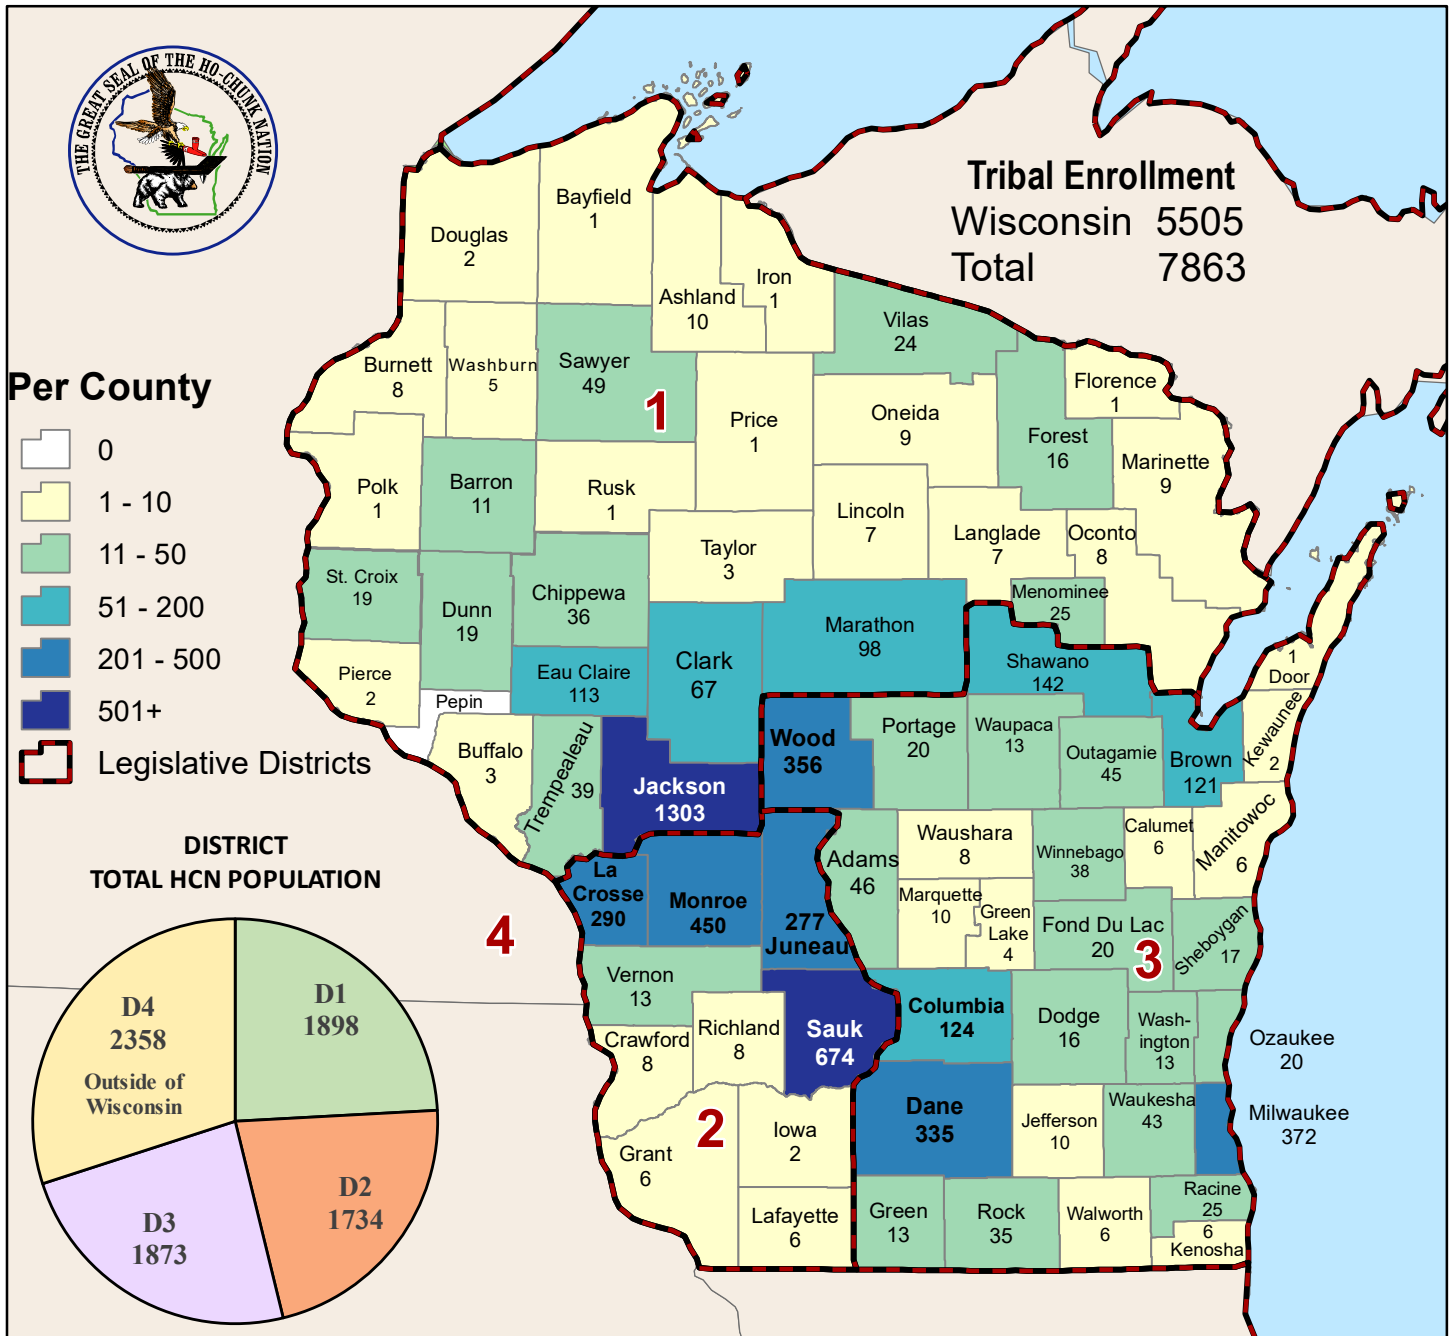 THE GREAT SEAL OF THE HO-CHUNK NATION
Tribal Enrollment
Wisconsin 5505
Total 7863
Per County
0
1 - 10
11 - 50
51 - 200
201 - 500
501+
Legislative Districts
Bayfield
1
Douglas
2
Ashland
10
Iron
1
Vilas
24
Burnett
8
Washburn
5
Sawyer
49
1
Price
1
Oneida
9
Florence
1
Forest
16
Marinette
9
Polk
1
Barron
11
Rusk
1
Lincoln
7
Langlade
7
Oconto
8
Taylor
3
St. Croix
19
Dunn
19
Chippewa
36
Menominee
25
Marathon
98
Clark
67
Eau Claire
113
Pierce
2
Pepin
Shawano
142
1
Door
Kewaunee
2
Buffalo
3
Trempealeau
39
Jackson
1303
Wood
356
Portage
20
Waupaca
13
Outagamie
45
Brown
121
Manitowoc
6
Calumet
6
Waushara
8
Winnebago
38
Adams
46
Marquette
10
Green
Lake
4
Fond Du Lac
20
3
Sheboygan
17
La
Crosse
290
Monroe
450
277
Juneau
4
Vernon
13
Richland
8
Crawford
8
Sauk
674
Columbia
124
Dodge
16
Wash-
ington
13
Ozaukee
20
Dane
335
Jefferson
10
Waukesha
43
Milwaukee
372
2
Iowa
2
Grant
6
Lafayette
6
Green
13
Rock
35
Walworth
6
Racine
25
6
Kenosha
DISTRICT
TOTAL HCN POPULATION
D4
2358
Outside of
Wisconsin
D1
1898
D2
1734
D3
1873